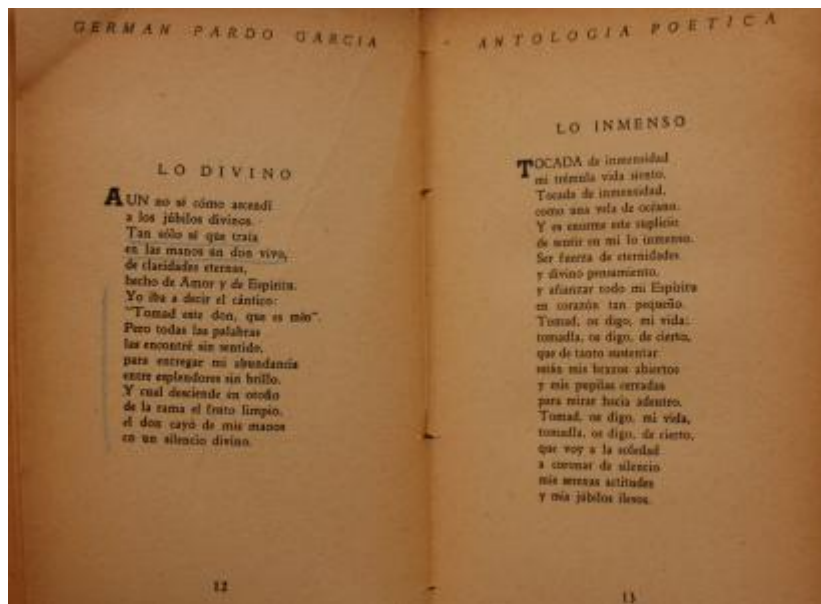 GERMAN PARDO GARCIA
LO DIVINO
AUN no sé cómo ascendí
a los júbilos divinos.
Tan sólo sé que traía
en las manos un don vivo,
de claridades eternas,
hecho de Amor y de Espíritu.
Yo iba a decir el cántico:
"Tomad este don, que es mío".
Pero todas las palabras
las encontré sin sentido,
para entregar mi abundancia
entre esplendores sin brillo.
Y cual desciende en otoño
de la rama el fruto limpio,
el don cayó de mis manos
en un silencio divino.
12
ANTOLOGIA POETICA
LO INMENSO
TOCADA de inmensidad
mi trémula vida siento.
Tocada de inmensidad,
como una vela de océano.
Y es enorme este suplicio
de sentir en mí lo inmenso.
Ser fuerza de eternidades
y divino pensamiento,
y afianzar todo mi Espíritu
en corazón tan pequeño.
Tomad, os digo, mi vida;
tomadla, os digo, de cierto,
que de tanto sustentar
están mis brazos abiertos
y mis pupilas cerradas
para mirar hacia adentro.
Tomad, os digo, mi vida,
tomadla, os digo, de cierto,
que voy a la soledad
a coronar de silencio
mis serenas actitudes
y mis júbilos ilesos.
13